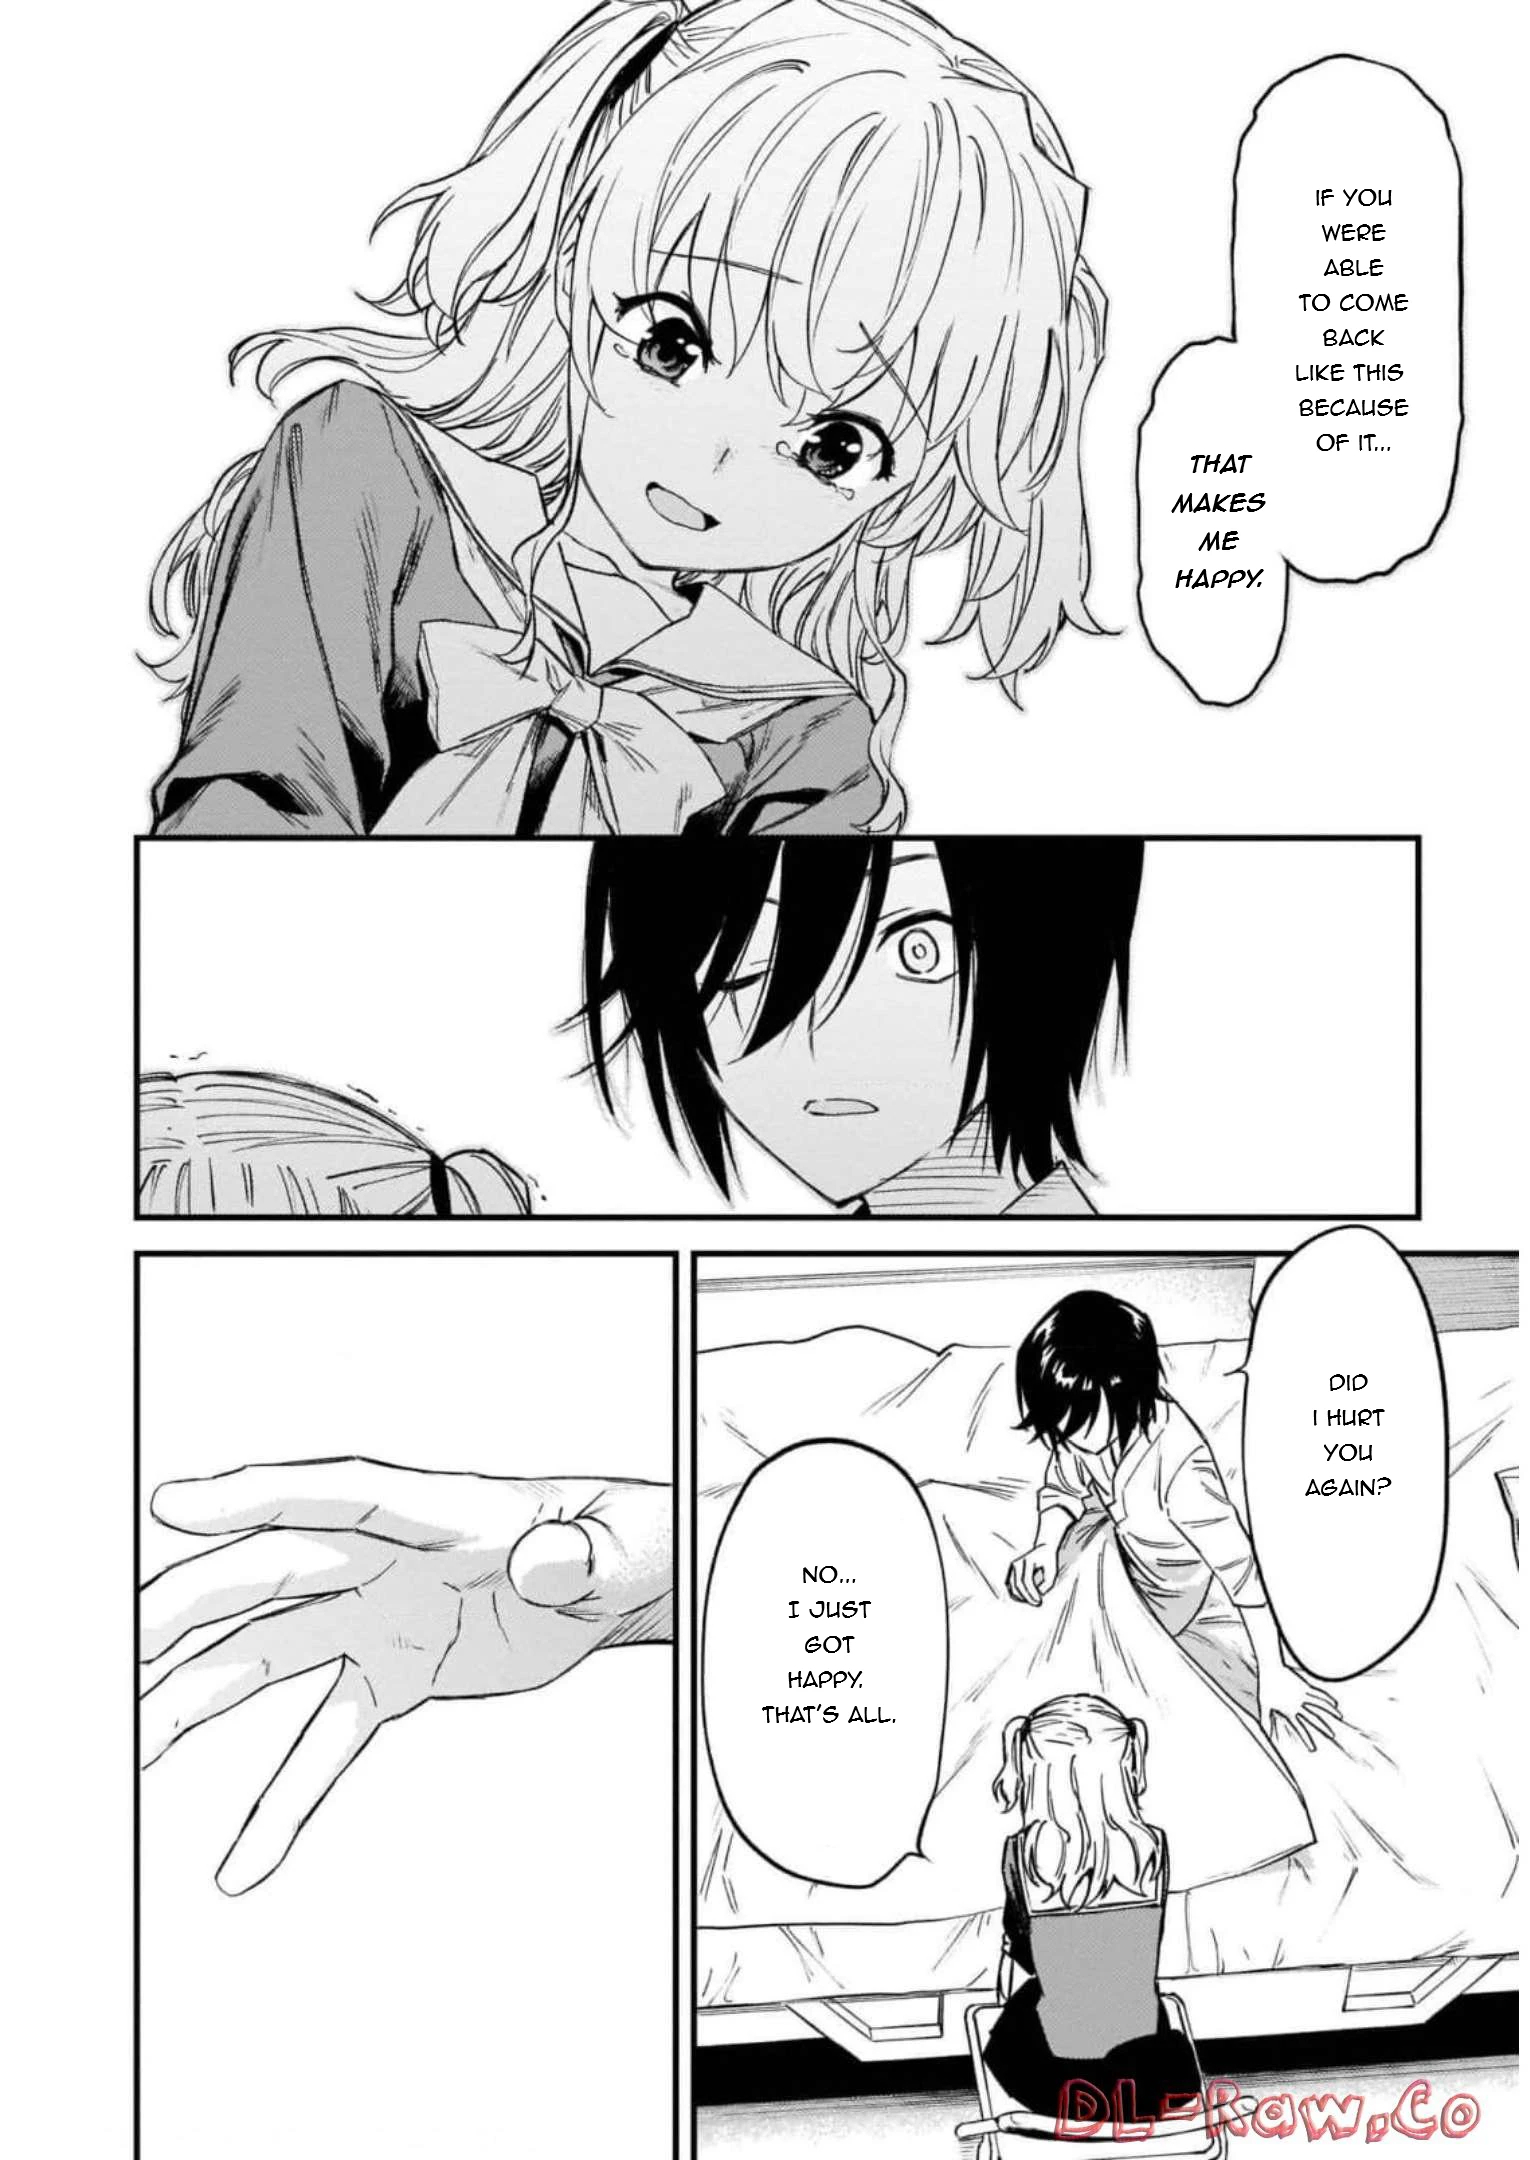 IF YOU
WERE
ABLE
TO COME
BACK
LIKE THIS
BECAUSE
OF IT...
THAT
MAKES
ME
HAPPY.
DID
I HURT
YOU
AGAIN?
NO...
I JUST
GOT
HAPPY.
THAT'S ALL.
DL-Raw.Co